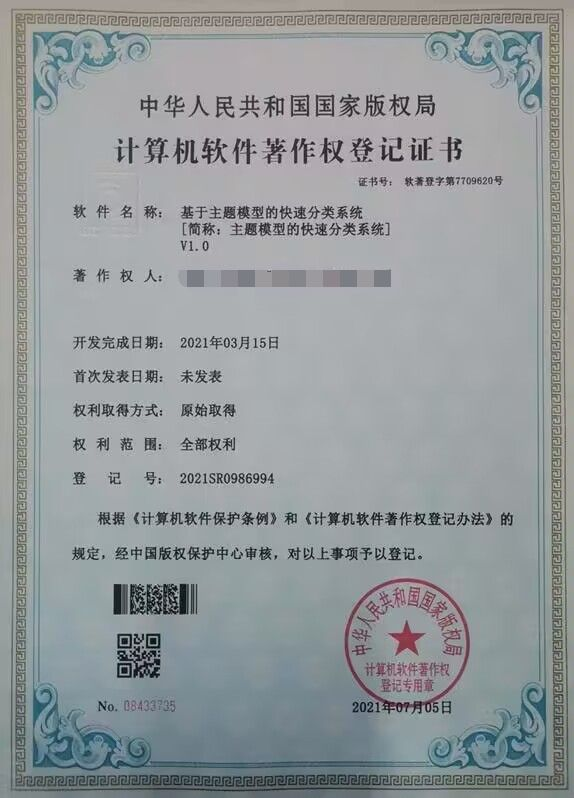 中华人民共和国国家版权局
计算机软件著作权登记证书
证书号： 软著登字第7709620号
软件名称： 基于主题模型的快速分类系统
[简称：主题模型的快速分类系统]
V1.0
著作权人：
开发完成日期： 2021年03月15日
首次发表日期： 未发表
权利取得方式： 原始取得
权利范围： 全部权利
登记号： 2021SR0986994
根据《计算机软件保护条例》和《计算机软件著作权登记办法》的
规定，经中国版权保护中心审核，对以上事项予以登记。
中华人民共和国国家版权局
计算机软件著作权
登记专用章
No. 08433735
2021年07月05日